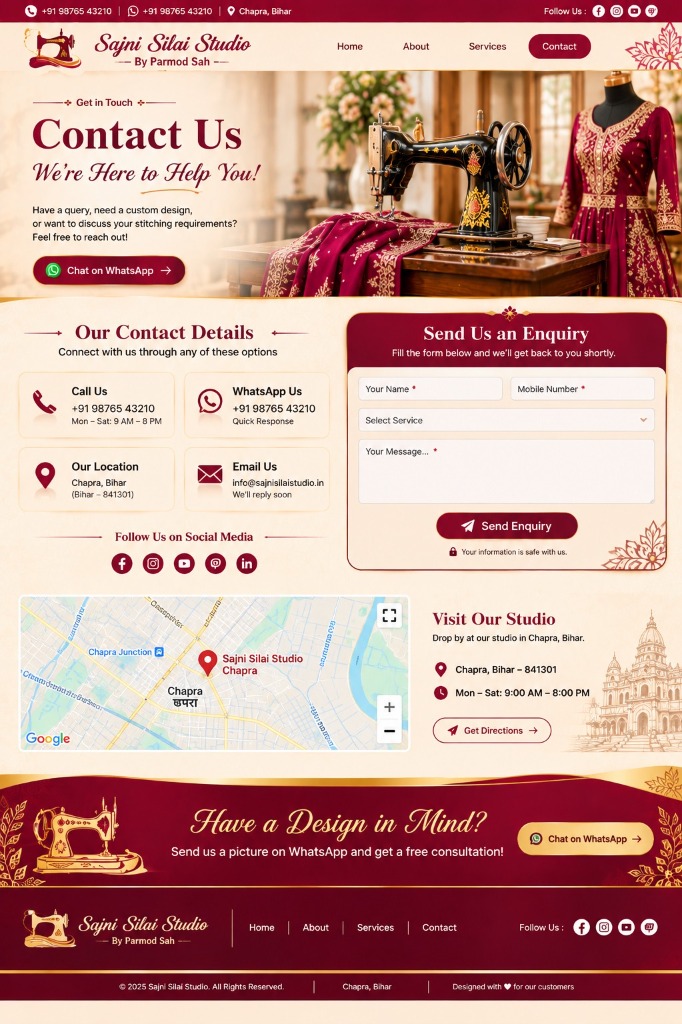 +91 98765 43210 | +91 98765 43210 | Chapra, Bihar
Follow Us :
Sajni Silai Studio
By Parmod Sah
Home About Services Contact
Get in Touch
Contact Us
We're Here to Help You!
Have a query, need a custom design,
or want to discuss your stitching requirements?
Feel free to reach out!
Chat on WhatsApp →
Our Contact Details
Connect with us through any of these options
Call Us
+91 98765 43210
Mon – Sat: 9 AM – 8 PM
WhatsApp Us
+91 98765 43210
Quick Response
Our Location
Chapra, Bihar
(Bihar – 841301)
Email Us
info@sajnisilaistudio.in
We'll reply soon
Follow Us on Social Media
Send Us an Enquiry
Fill the form below and we'll get back to you shortly.
Your Name *
Mobile Number *
Select Service
Your Message... *
Send Enquiry
Your information is safe with us.
Chapra Junction
Sajni Silai Studio
Chapra
Chapra
छपरा
Google
Visit Our Studio
Drop by at our studio in Chapra, Bihar.
Chapra, Bihar – 841301
Mon – Sat: 9:00 AM – 8:00 PM
Get Directions →
Have a Design in Mind?
Send us a picture on WhatsApp and get a free consultation!
Chat on WhatsApp →
Sajni Silai Studio
By Parmod Sah
Home | About | Services | Contact
Follow Us :
© 2025 Sajni Silai Studio. All Rights Reserved. | Chapra, Bihar | Designed with ♥ for our customers